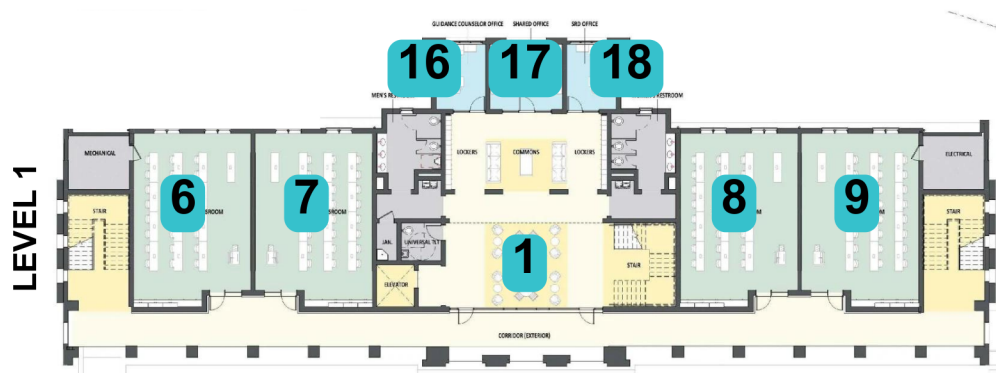 GUIDANCE COUNSELOR OFFICE SHARED OFFICE SRO OFFICE
16 17 18
MECHANICAL
LOCKERS COMMONS LOCKERS
ELECTRICAL
6 7 8 9
STAIR
STAIR
JAN. UNIVERSAL TLT
1
STAIR
ELEVATOR
CORRIDOR (EXTERIOR)
LEVEL 1